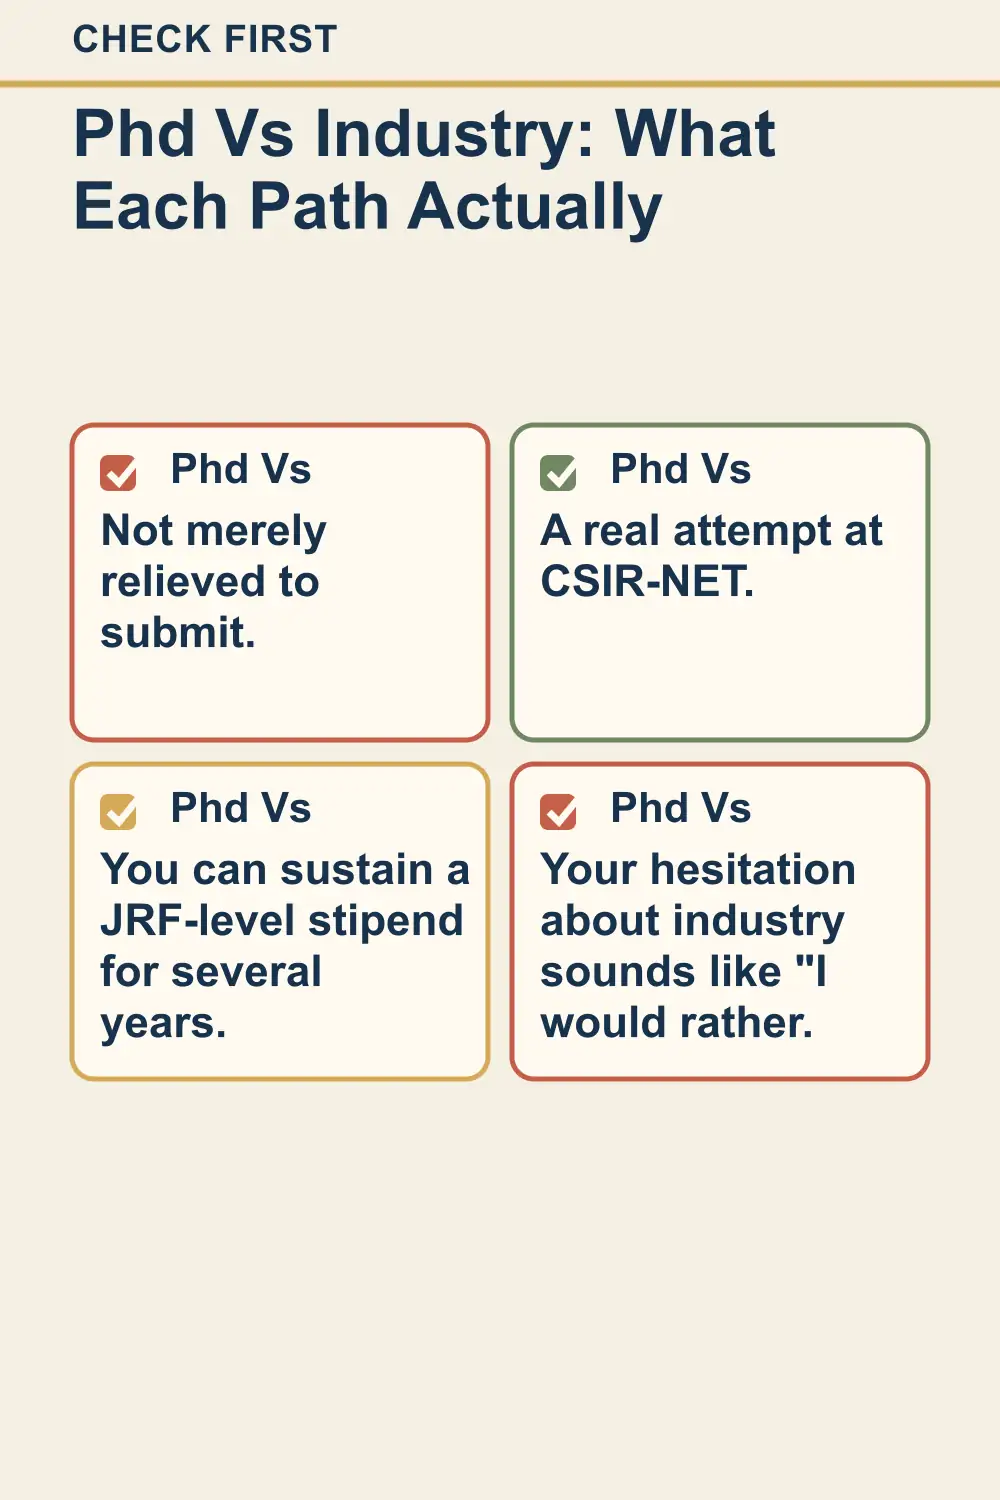 CHECK FIRST
Phd Vs Industry: What
Each Path Actually
Phd Vs
Not merely
relieved to
submit.
Phd Vs
A real attempt at
CSIR-NET.
Phd Vs
You can sustain a
JRF-level stipend
for several
years.
Phd Vs
Your hesitation
about industry
sounds like "I
would rather.